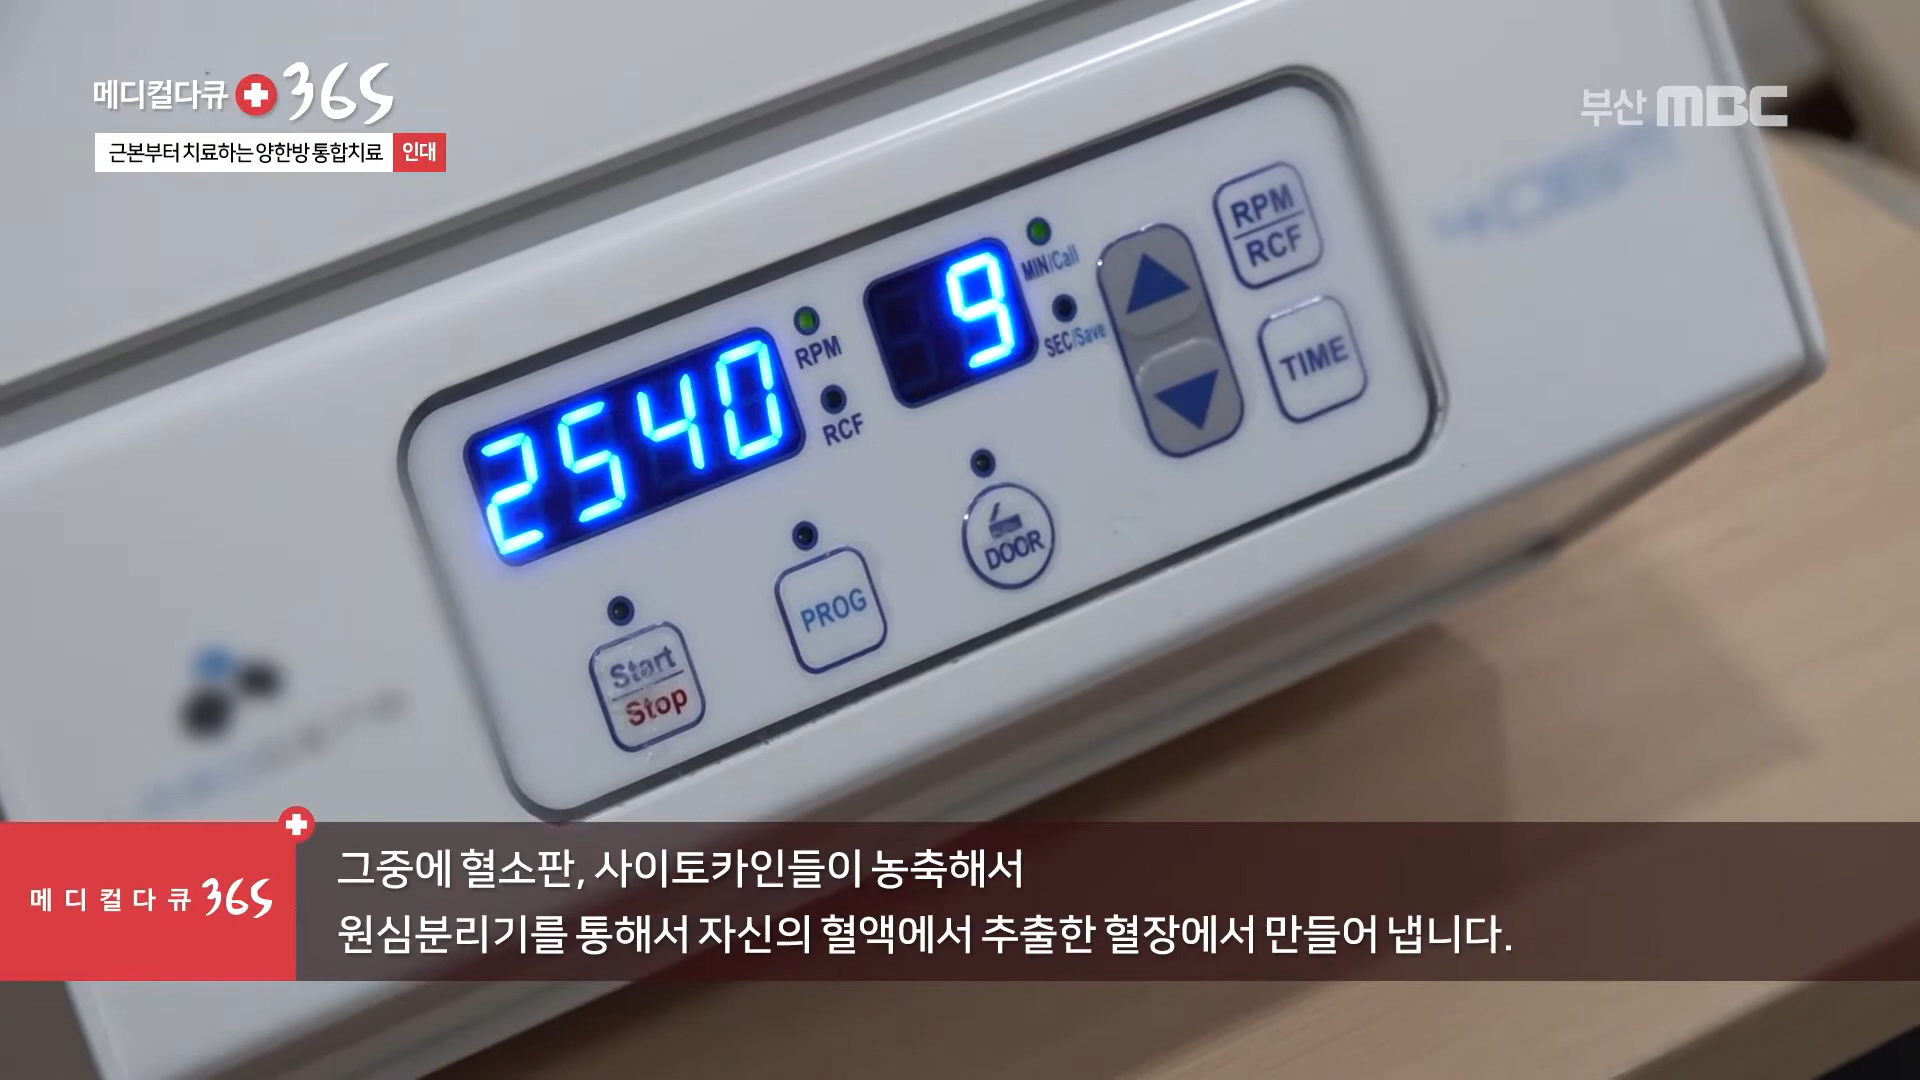 메디컬다큐 365
부산 MBC
근본부터 치료하는 양한방 통합치료 인대
RPM
RCF
TIME
9
MIN/Call
SEC/Save
2540
RPM
RCF
DOOR
PROG
Start
Stop
메디컬다큐 365
그중에 혈소판, 사이토카인들이 농축해서
원심분리기를 통해서 자신의 혈액에서 추출한 혈장에서 만들어 냅니다.